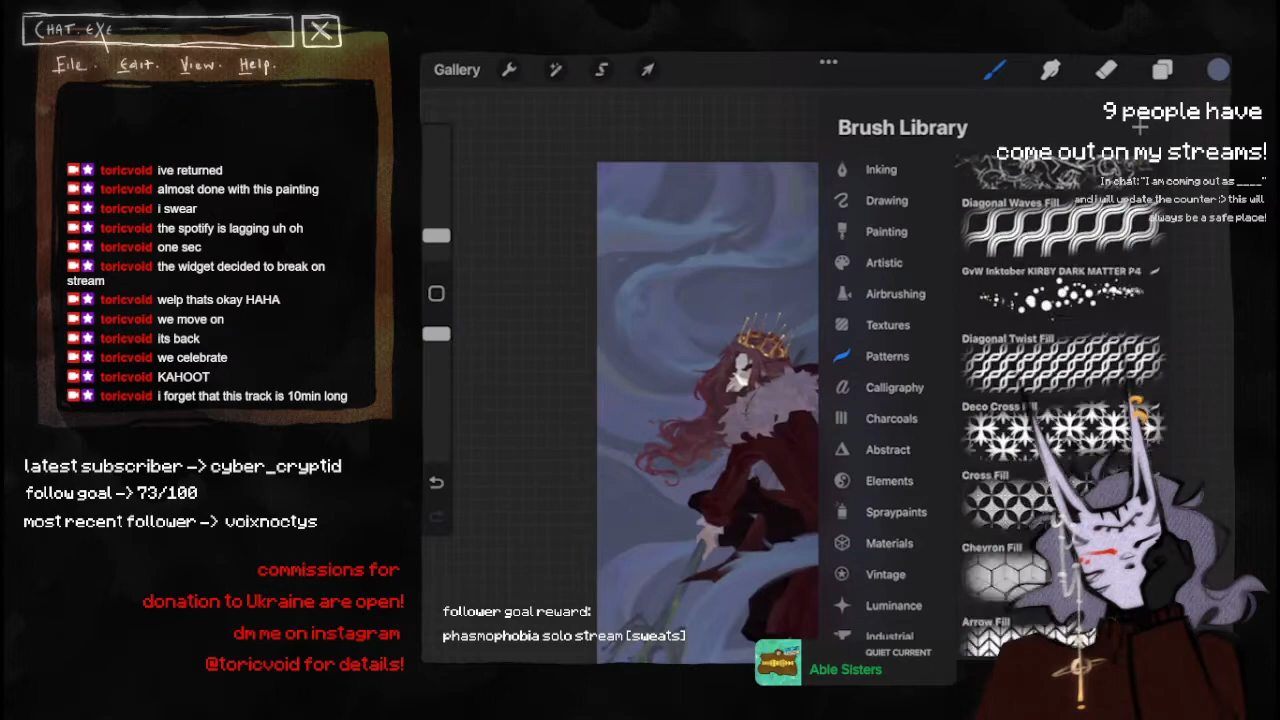 CHAT.EXE
File. Edit. View. Help.
toricvoid ive returned
toricvoid almost done with this painting
toricvoid i swear
toricvoid the spotify is lagging uh oh
toricvoid one sec
toricvoid the widget decided to break on
stream
toricvoid welp thats okay HAHA
toricvoid we move on
toricvoid its back
toricvoid we celebrate
toricvoid KAHOOT
toricvoid i forget that this track is 10min long
latest subscriber -> cyber_cryptid
follow goal -> 73/100
most recent follower -> voixnoctys
commissions for
donation to Ukraine are open!
dm me on instagram
@toricvoid for details!
Gallery
Brush Library
Inking
Drawing
Painting
Artistic
Airbrushing
Textures
Patterns
Calligraphy
Charcoals
Abstract
Elements
Spraypaints
Materials
Vintage
Luminance
Industrial
Diagonal Waves Fill
GvW Inktober KIRBY DARK MATTER P4
Diagonal Twist Fill
Deco Cross Fill
Cross Fill
Chevron Fill
Arrow Fill
9 people have
come out on my streams!
In chat: "I am coming out as ____"
and i will update the counter :> this will
always be a safe place!
follower goal reward:
phasmophobia solo stream [sweats]
QUIET CURRENT
Able Sisters